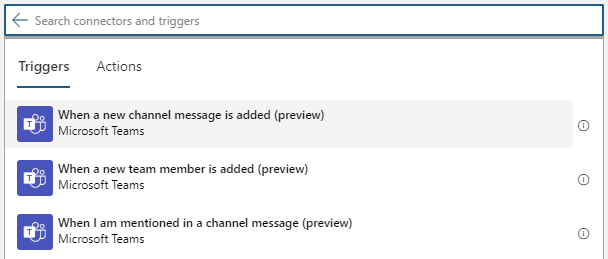 Search connectors and triggers
Triggers Actions
When a new channel message is added (preview)
Microsoft Teams
When a new team member is added (preview)
Microsoft Teams
When I am mentioned in a channel message (preview)
Microsoft Teams